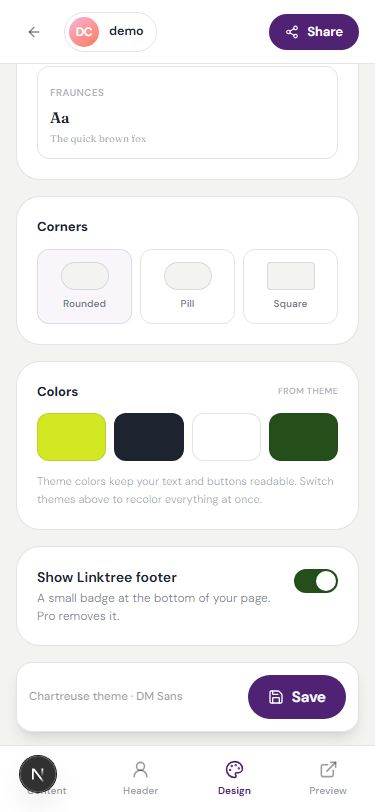 DC demo
Share
FRAUNCES
Aa
The quick brown fox
Corners
Rounded Pill Square
Colors FROM THEME
Theme colors keep your text and buttons readable. Switch
themes above to recolor everything at once.
Show Linktree footer
A small badge at the bottom of your page.
Pro removes it.
Chartreuse theme · DM Sans
Save
N
Header Design Preview